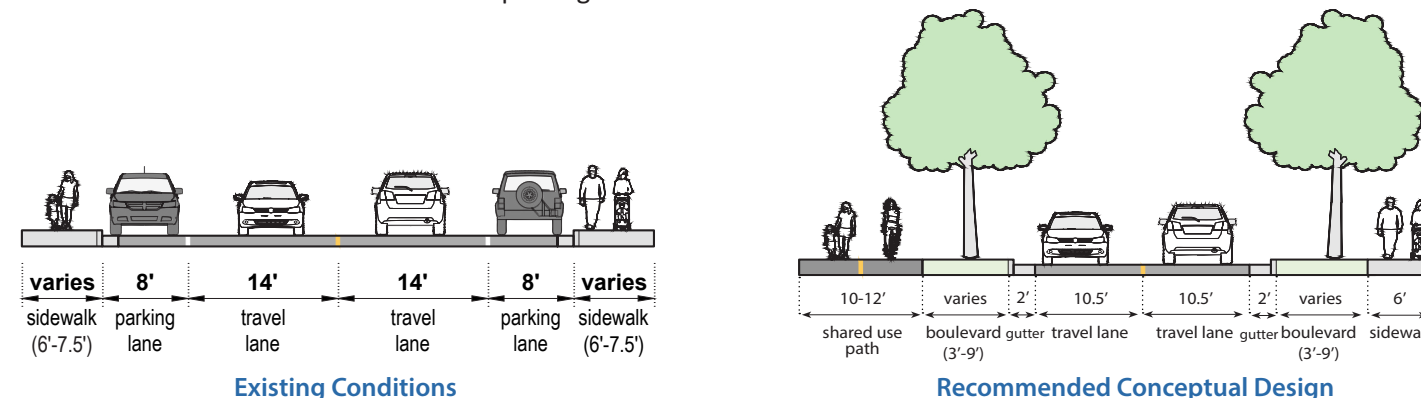 varies 8' 14' 14' 8' varies
sidewalk parking travel travel parking sidewalk
(6'-7.5') lane lane lane lane (6'-7.5')
Existing Conditions
10-12’ varies 2’ 10.5’ 10.5’ 2’ varies 6’
shared use boulevard gutter travel lane travel lane gutter boulevard
path (3’-9’) (3’-9’)
Recommended Conceptual Design